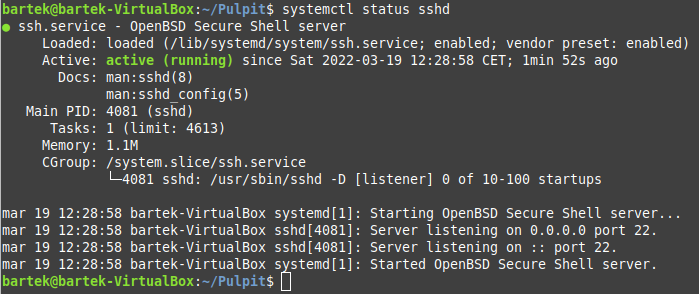 bartek@bartek-VirtualBox:~/Pulpit$ systemctl status sshd
● ssh.service - OpenBSD Secure Shell server
     Loaded: loaded (/lib/systemd/system/ssh.service; enabled; vendor preset: enabled)
     Active: active (running) since Sat 2022-03-19 12:28:58 CET; 1min 52s ago
       Docs: man:sshd(8)
             man:sshd_config(5)
   Main PID: 4081 (sshd)
      Tasks: 1 (limit: 4613)
     Memory: 1.1M
     CGroup: /system.slice/ssh.service
             └─4081 sshd: /usr/sbin/sshd -D [listener] 0 of 10-100 startups

mar 19 12:28:58 bartek-VirtualBox systemd[1]: Starting OpenBSD Secure Shell server...
mar 19 12:28:58 bartek-VirtualBox sshd[4081]: Server listening on 0.0.0.0 port 22.
mar 19 12:28:58 bartek-VirtualBox sshd[4081]: Server listening on :: port 22.
mar 19 12:28:58 bartek-VirtualBox systemd[1]: Started OpenBSD Secure Shell server.
bartek@bartek-VirtualBox:~/Pulpit$